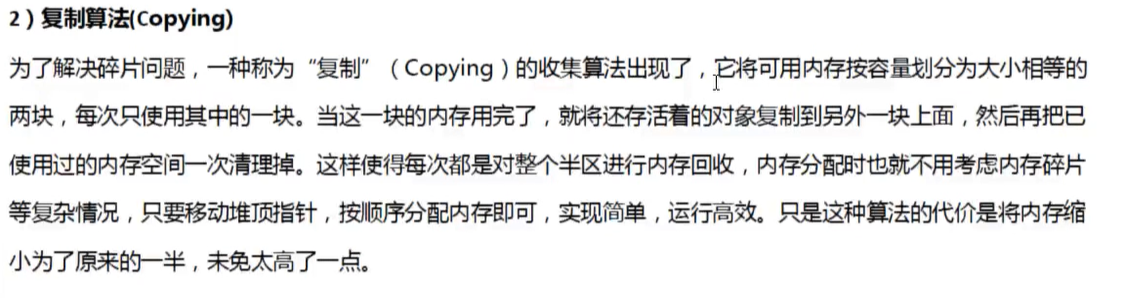 2）复制算法(Copying)
为了解决碎片问题，一种称为“复制”（Copying）的收集算法出现了，它将可用内存按容量划分为大小相等的
两块，每次只使用其中的一块。当这一块的内存用完了，就将还存活着的对象复制到另外一块上面，然后再把已
使用过的内存空间一次清理掉。这样使得每次都是对整个半区进行内存回收，内存分配时也就不用考虑内存碎片
等复杂情况，只要移动堆顶指针，按顺序分配内存即可，实现简单，运行高效。只是这种算法的代价是将内存缩
小为了原来的一半，未免太高了一点。